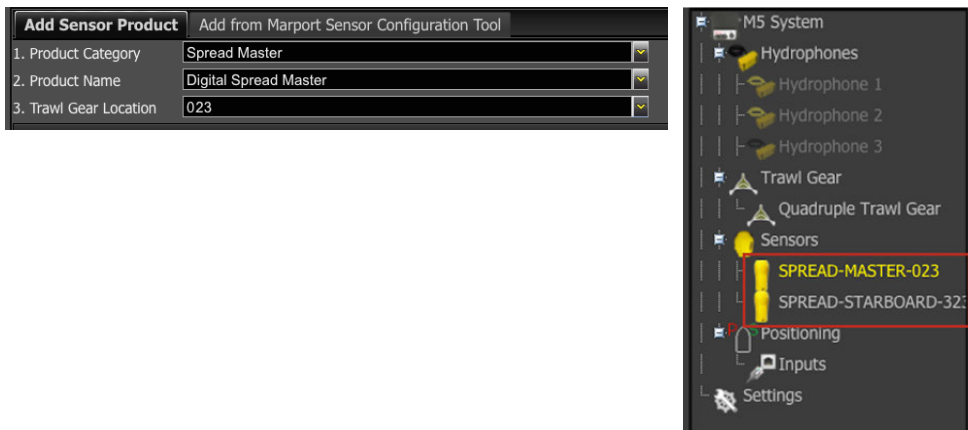 Add Sensor Product Add from Marport Sensor Configuration Tool
1. Product Category Spread Master
2. Product Name Digital Spread Master
3. Trawl Gear Location 023
M5 System
Hydrophones
Hydrophone 1
Hydrophone 2
Hydrophone 3
Trawl Gear
Quadruple Trawl Gear
Sensors
SPREAD-MASTER-023
SPREAD-STARBOARD-323
P S Positioning
Inputs
Settings